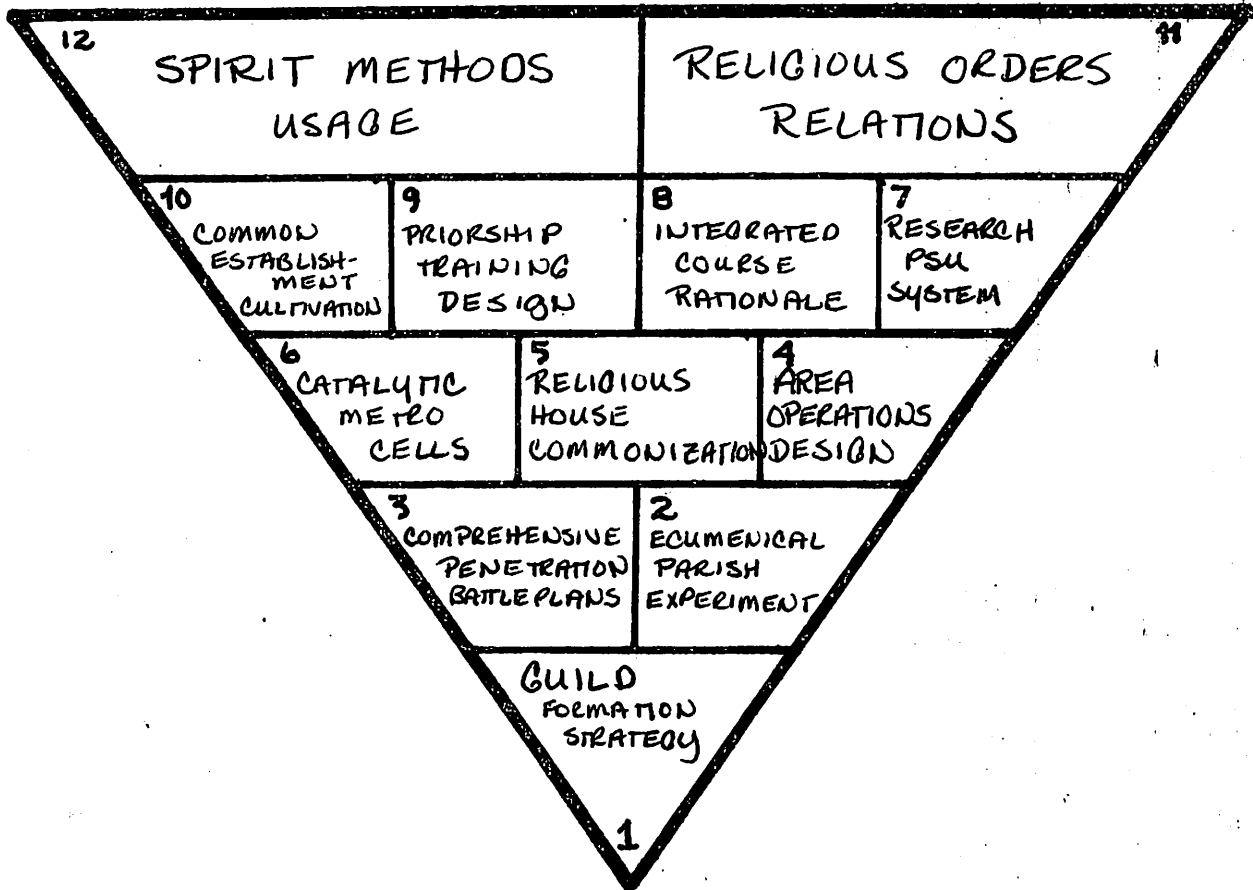 12
SPIRIT METHODS
USAGE
11
RELIGIOUS ORDERS
RELATIONS
10
COMMON
ESTABLISH-
MENT
CULTIVATION
9
PRIORSHIP
TRAINING
DESIGN
8
INTEGRATED
COURSE
RATIONALE
7
RESEARCH
PSU
SYSTEM
6
CATALYTIC
METRO
CELLS
5
RELIGIOUS
HOUSE
COMMONIZATION
4
AREA
OPERATIONS
DESIGN
3
COMPREHENSIVE
PENETRATION
BATTLEPLANS
2
ECUMENICAL
PARISH
EXPERIMENT
GUILD
FORMATION
STRATEGY
1